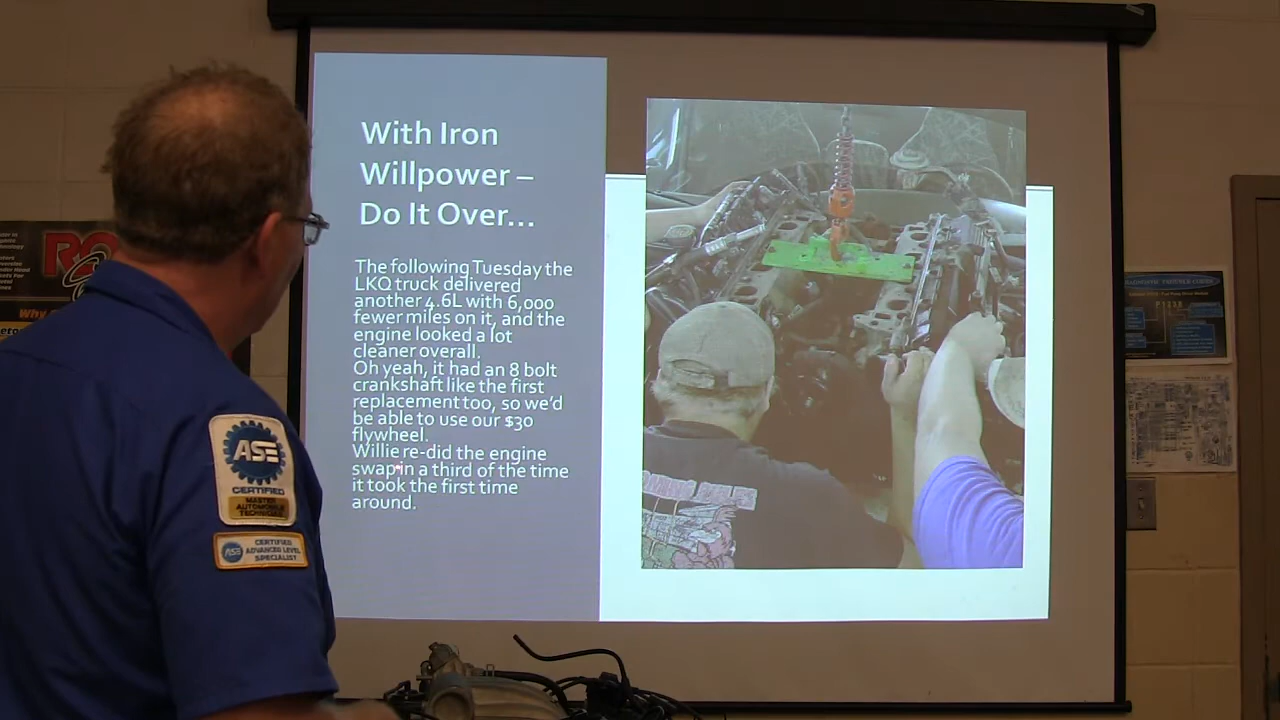 With Iron
Willpower –
Do It Over...
The following Tuesday the
LKQ truck delivered
another 4.6L with 6,000
fewer miles on it, and the
engine looked a lot
cleaner overall.
Oh yeah, it had an 8 bolt
crankshaft like the first
replacement too, so we'd
be able to use our $30
flywheel.
Willie re-did the engine
swap in a third of the time
it took the first time
around.
ASE
CERTIFIED
MASTER
AUTOMOBILE
TECHNICIAN
ASE
CERTIFIED
ADVANCED LEVEL
SPECIALIST